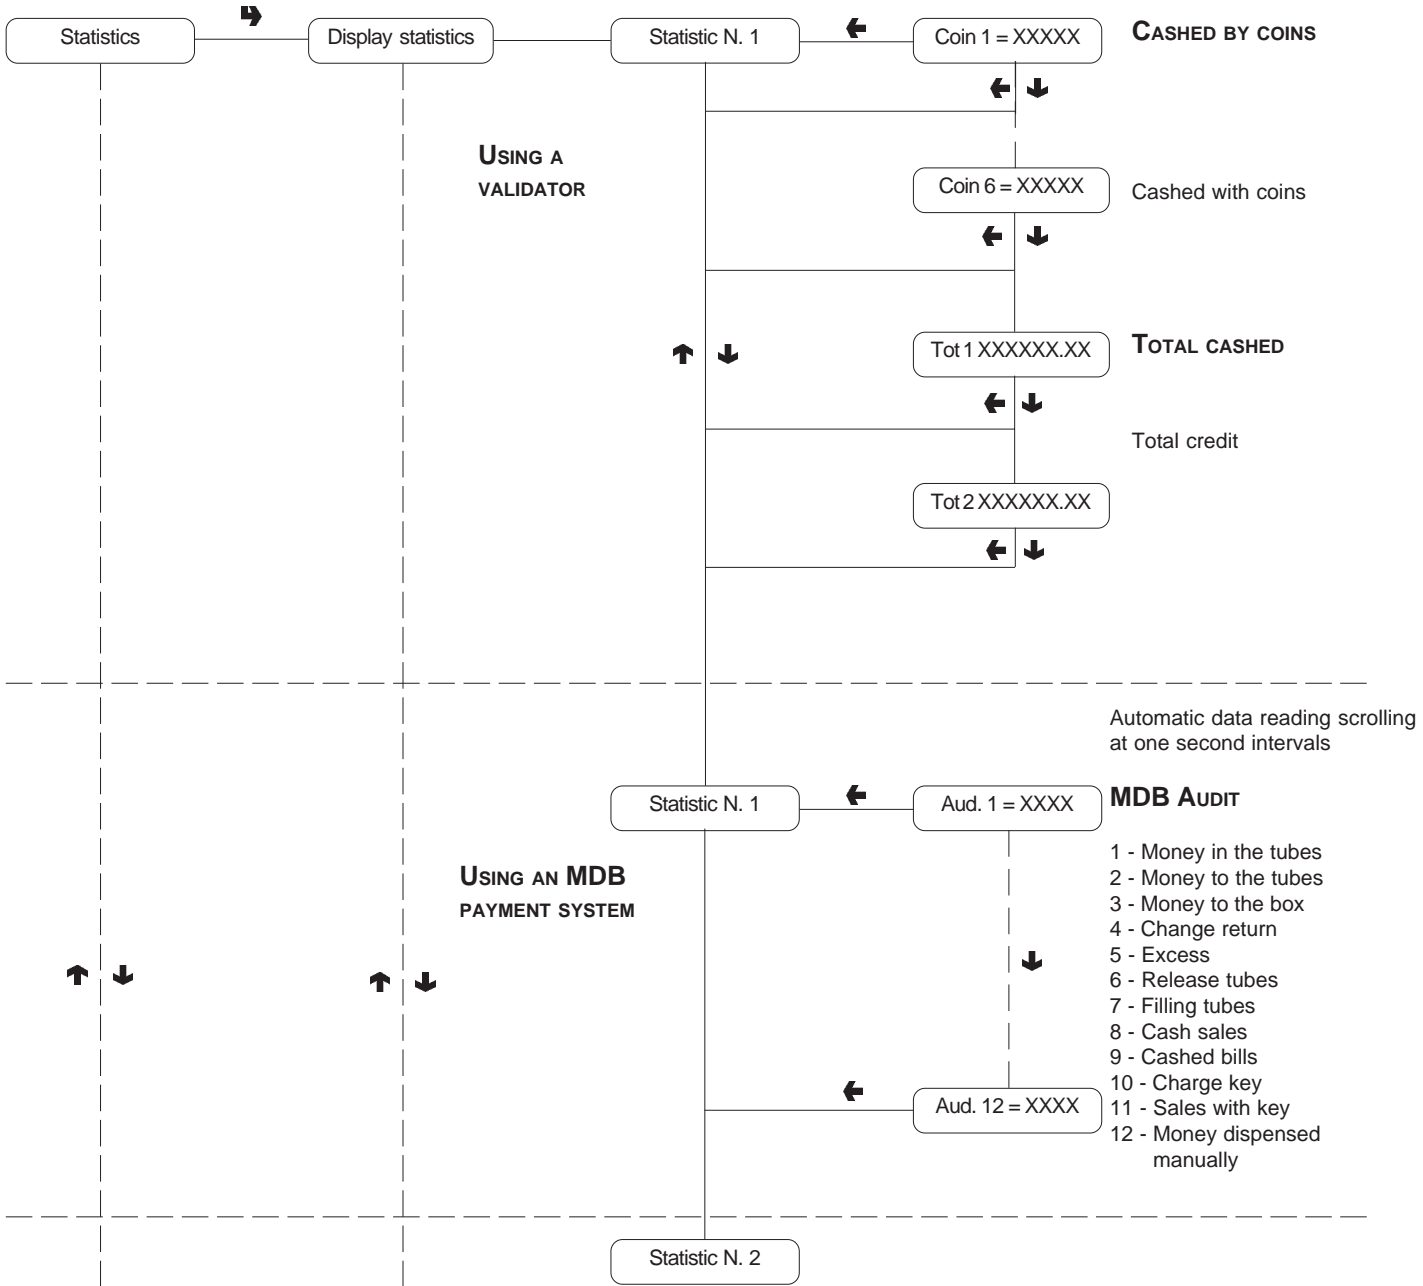 Statistics
Display statistics
Statistic N. 1
Coin 1 = XXXXX
CASHED BY COINS
USING A
VALIDATOR
Coin 6 = XXXXX
Cashed with coins
Tot 1 XXXXXX.XX
TOTAL CASHED
Total credit
Tot 2 XXXXXX.XX
Automatic data reading scrolling
at one second intervals
Statistic N. 1
Aud. 1 = XXXX
MDB AUDIT
USING AN MDB
PAYMENT SYSTEM
1 - Money in the tubes
2 - Money to the tubes
3 - Money to the box
4 - Change return
5 - Excess
6 - Release tubes
7 - Filling tubes
8 - Cash sales
9 - Cashed bills
10 - Charge key
11 - Sales with key
12 - Money dispensed
manually
Aud. 12 = XXXX
Statistic N. 2